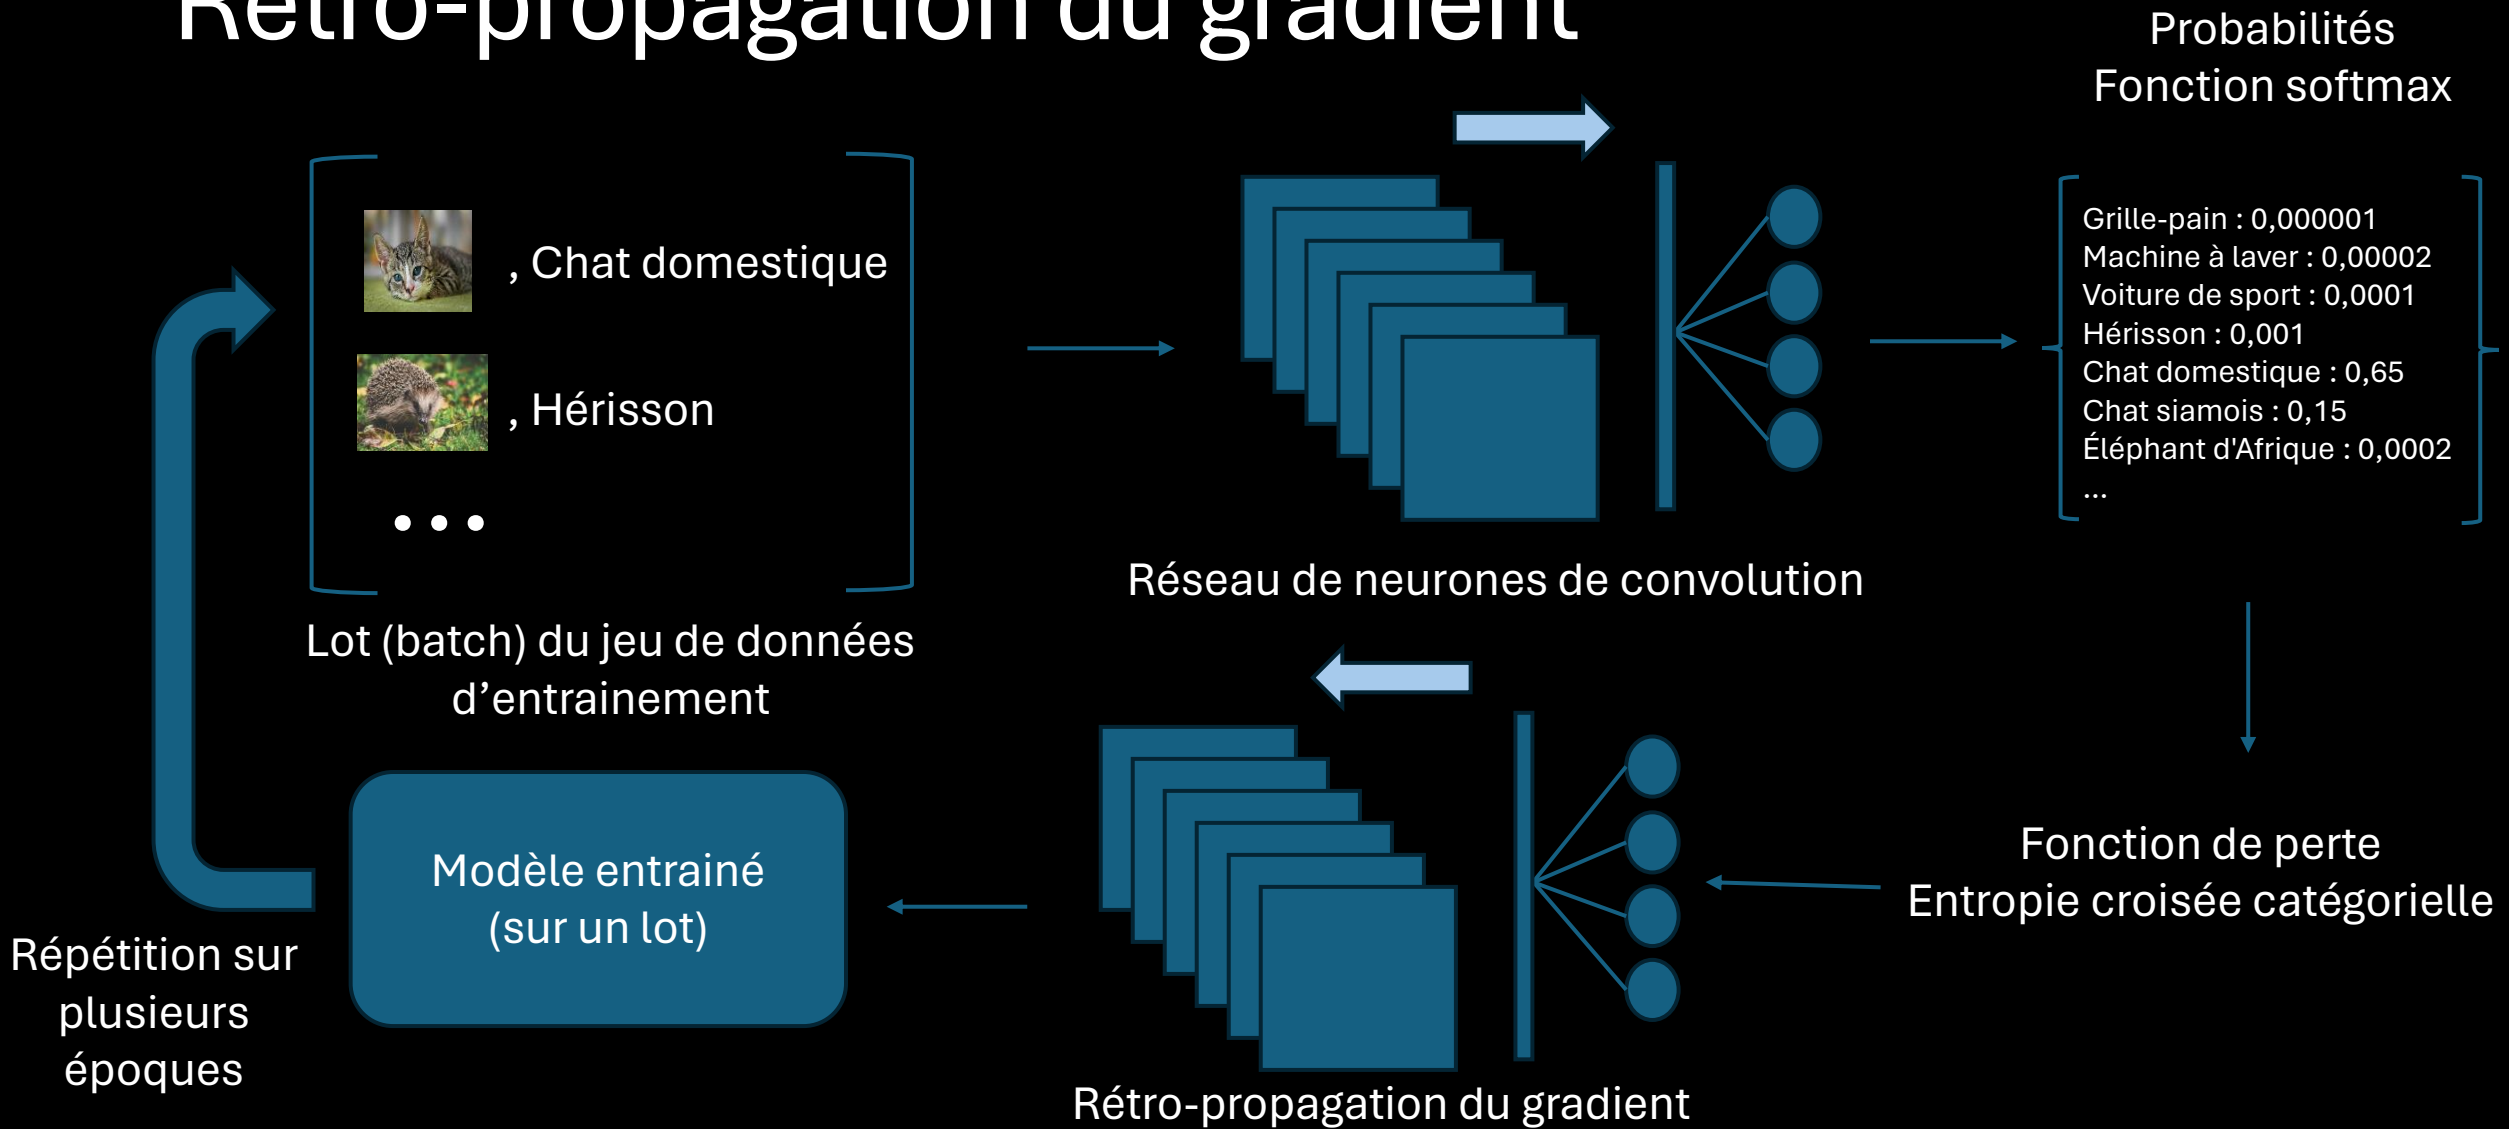 Rétro-propagation du gradient
Probabilités
Fonction softmax
, Chat domestique
, Hérisson
...
Lot (batch) du jeu de données
d’entrainement
Réseau de neurones de convolution
Grille-pain : 0,000001
Machine à laver : 0,00002
Voiture de sport : 0,0001
Hérisson : 0,001
Chat domestique : 0,65
Chat siamois : 0,15
Éléphant d'Afrique : 0,0002
...
Fonction de perte
Entropie croisée catégorielle
Rétro-propagation du gradient
Modèle entrainé
(sur un lot)
Répétition sur
plusieurs
époques